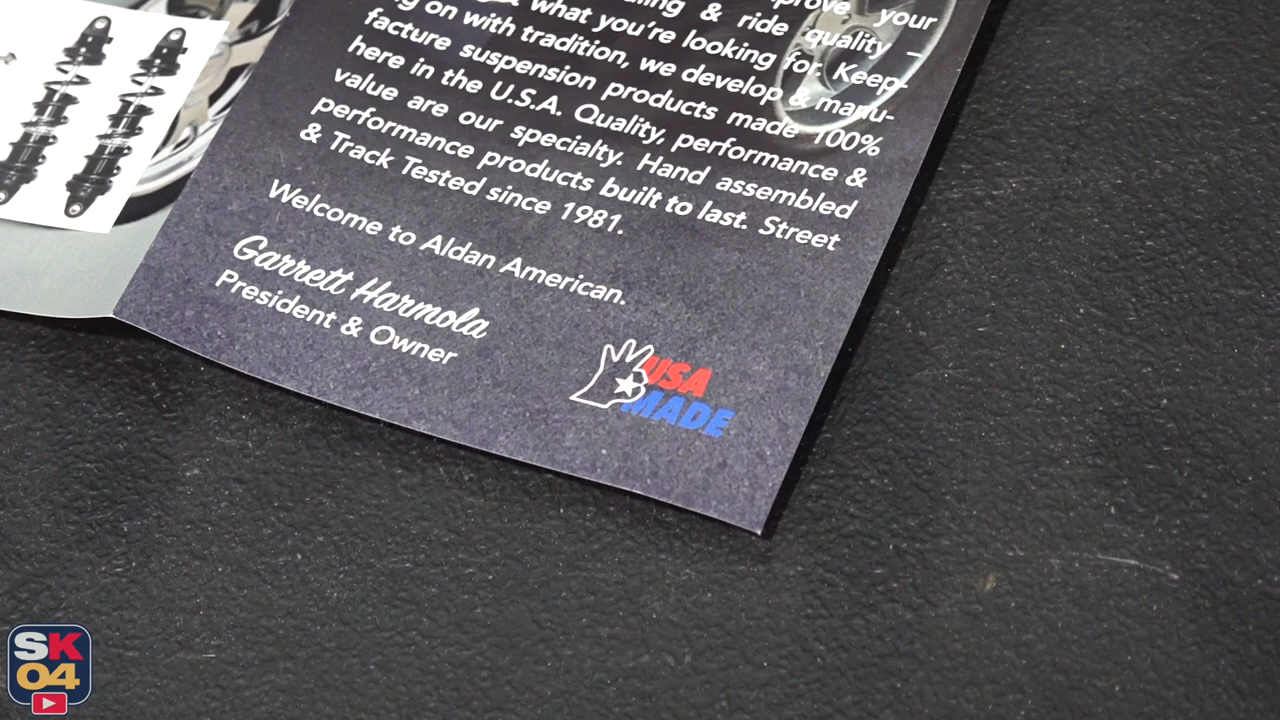 your
& ride quality –
& what you're looking for. Keep-
on with tradition, we develop & manu-
facture suspension products made 100%
here in the U.S.A. Quality, performance &
value are our specialty. Hand assembled
performance products built to last. Street
& Track Tested since 1981.
Welcome to Aldan American.
Garrett Harmola
President & Owner
USA
MADE
SK
04